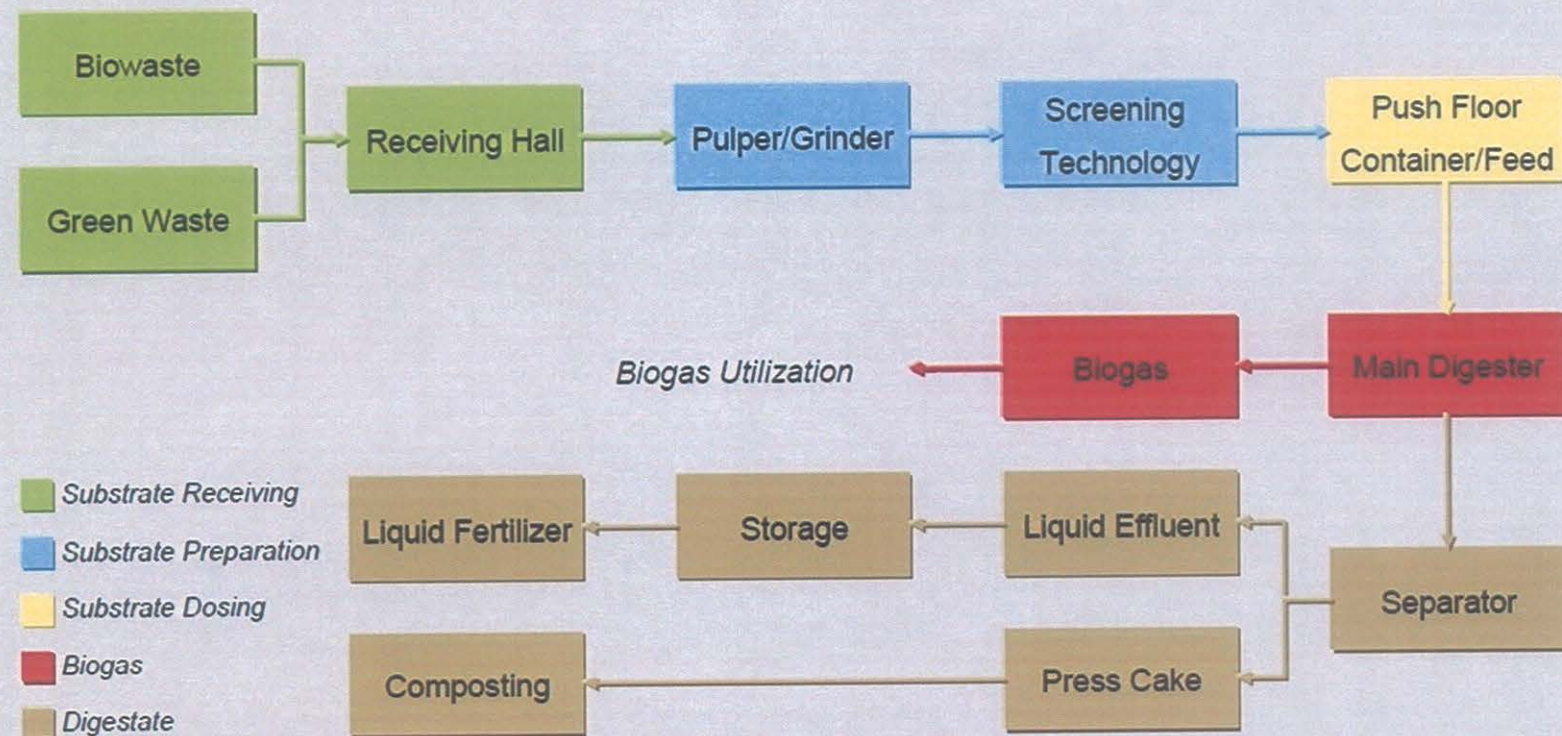 Biowaste
Green Waste
Receiving Hall
Pulper/Grinder
Screening
Technology
Push Floor
Container/Feed
Biogas Utilization
Biogas
Main Digester
Substrate Receiving
Substrate Preparation
Substrate Dosing
Biogas
Digestate
Liquid Fertilizer
Storage
Liquid Effluent
Separator
Composting
Press Cake